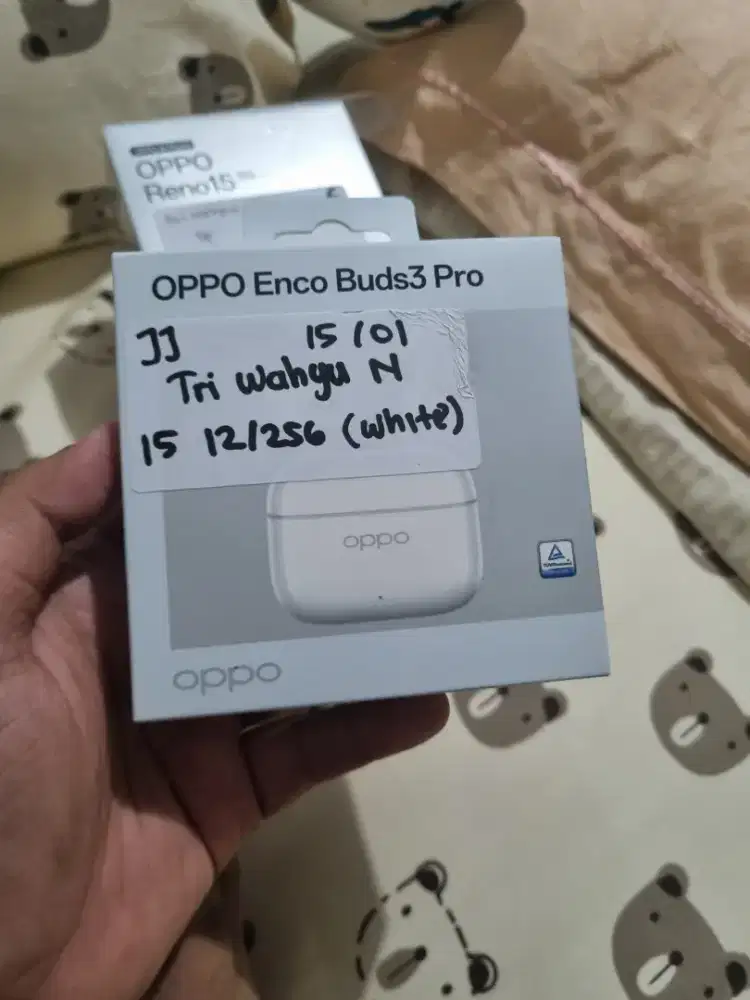 OPPO
Reno15
OPPO Enco Buds3 Pro
JJ 15/01
Tri Wahyu N
15 12/256 (White)
oppo
oppo